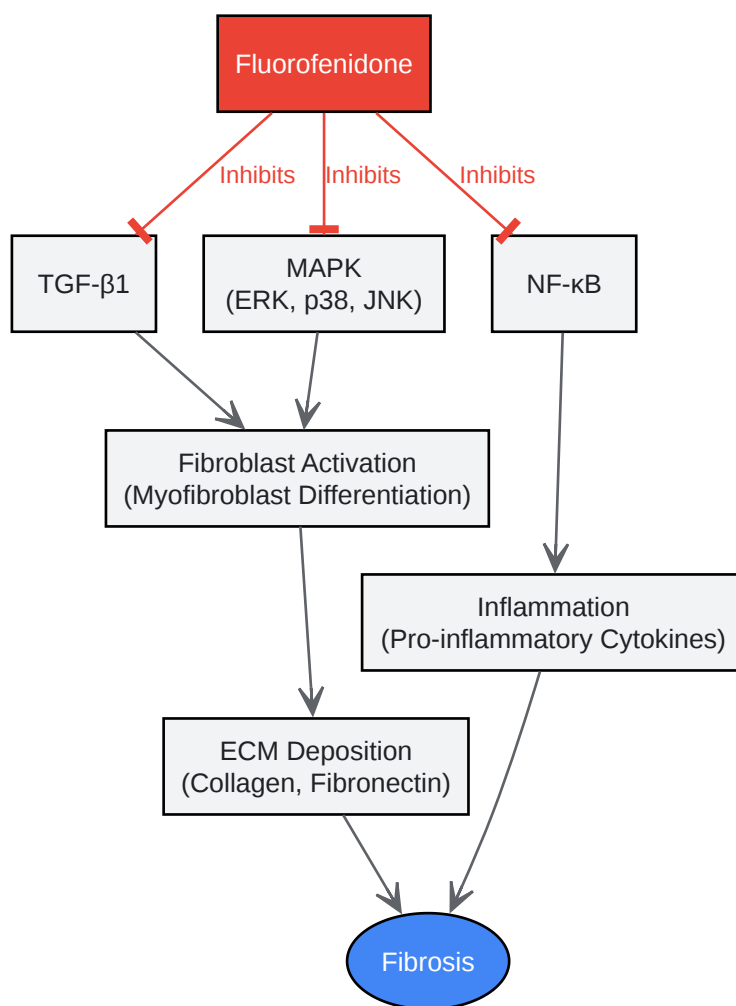 Fluorofenidone
Inhibits
Inhibits
Inhibits
TGF-β1
MAPK
(ERK, p38, JNK)
NF-κB
Fibroblast Activation
(Myofibroblast Differentiation)
Inflammation
(Pro-inflammatory Cytokines)
ECM Deposition
(Collagen, Fibronectin)
Fibrosis